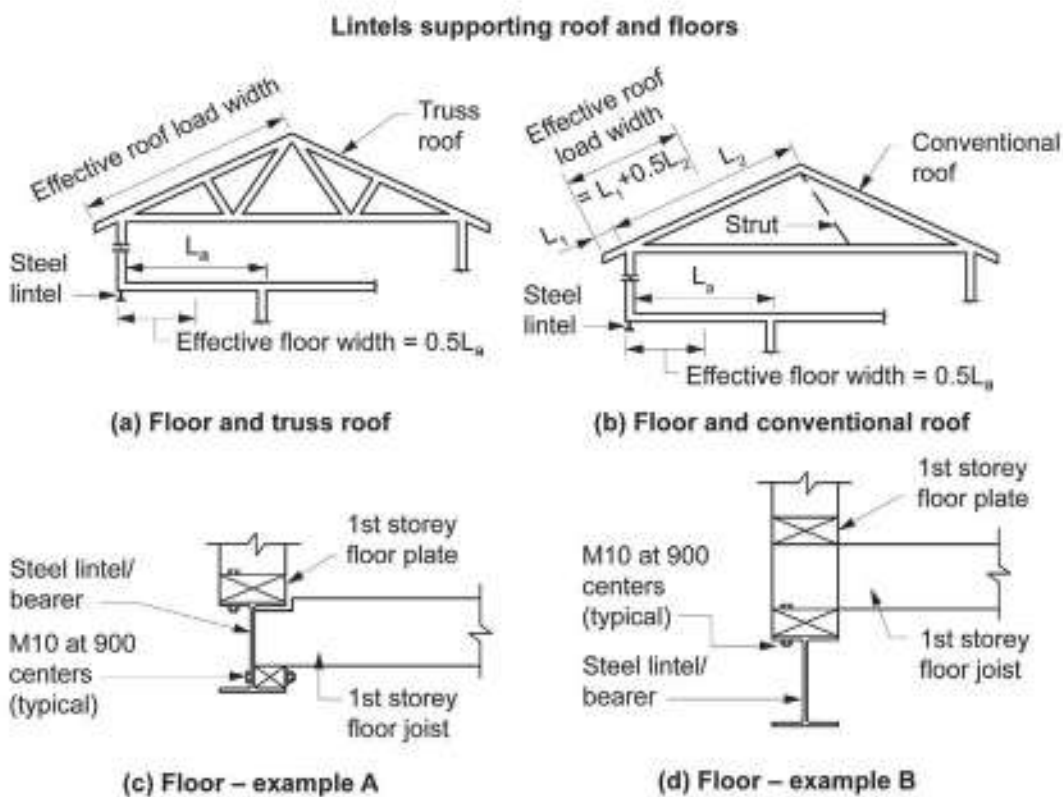 Lintels supporting roof and floors
Effective roof load width
Truss
roof
Lₐ
Steel
lintel
Effective floor width = 0.5Lₐ
(a) Floor and truss roof
Effective roof
load width
= L₁+0.5L₂
L₂
L₁
Conventional
roof
Strut
Lₐ
Steel
lintel
Effective floor width = 0.5Lₐ
(b) Floor and conventional roof
1st storey
floor plate
Steel lintel/
bearer
M10 at 900
centers
(typical)
1st storey
floor joist
(c) Floor – example A
1st storey
floor plate
M10 at 900
centers
(typical)
1st storey
floor joist
Steel lintel/
bearer
(d) Floor – example B